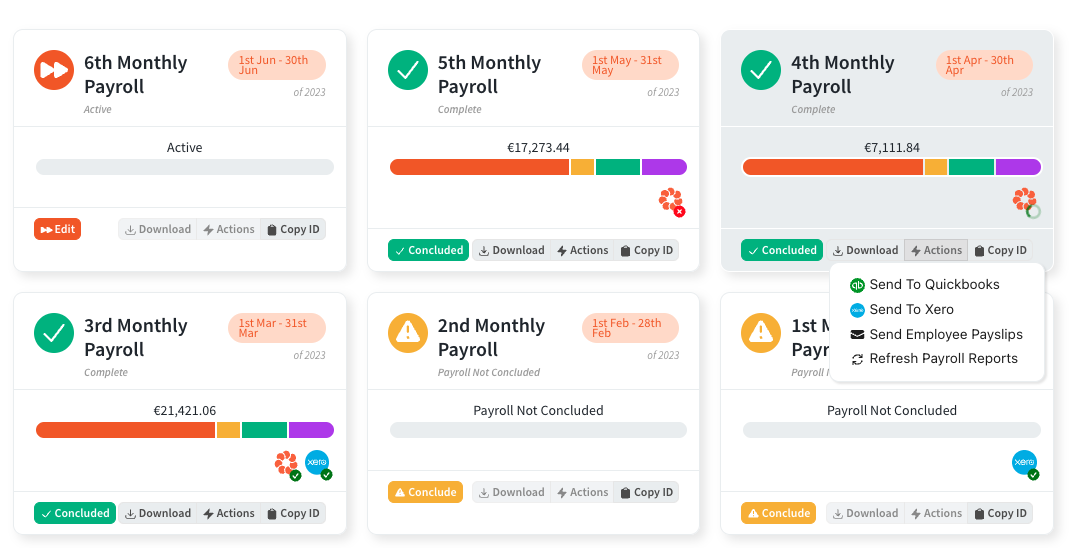 6th Monthly
Payroll
1st Jun - 30th
Jun
of 2023
Active
Active
Edit
Download
Actions
Copy ID
5th Monthly
Payroll
1st May - 31st
May
of 2023
Complete
€17,273.44
Concluded
Download
Actions
Copy ID
4th Monthly
Payroll
1st Apr - 30th
Apr
of 2023
Complete
€7,111.84
Concluded
Download
Actions
Copy ID
qb Send To Quickbooks
xero Send To Xero
Send Employee Payslips
Refresh Payroll Reports
3rd Monthly
Payroll
1st Mar - 31st
Mar
of 2023
Complete
€21,421.06
xero
Concluded
Download
Actions
Copy ID
2nd Monthly
Payroll
1st Feb - 28th
Feb
of 2023
Payroll Not Concluded
Payroll Not Concluded
Conclude
Download
Actions
Copy ID
1st M
Payr
Payroll
Payroll Not Concluded
xero
Conclude
Download
Actions
Copy ID